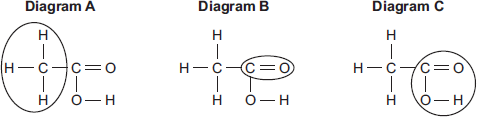 Diagram A Diagram B Diagram C
H H H
H — C — C = O H — C — C = O H — C — C = O
H O — H H O — H H O — H